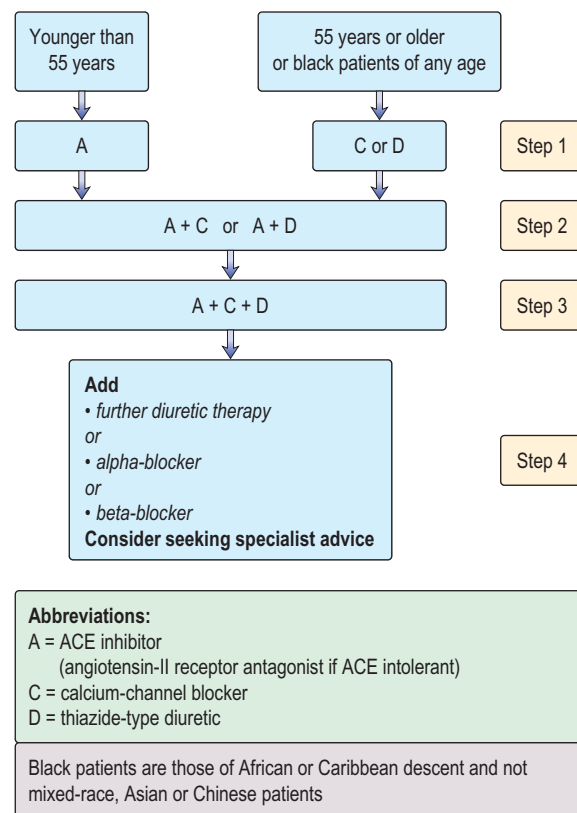 Younger than
55 years
55 years or older
or black patients of any age
A
C or D
Step 1
A + C or A + D
Step 2
A + C + D
Step 3
Add
• further diuretic therapy
or
• alpha-blocker
or
• beta-blocker
Consider seeking specialist advice
Step 4
Abbreviations:
A = ACE inhibitor
(angiotensin-II receptor antagonist if ACE intolerant)
C = calcium-channel blocker
D = thiazide-type diuretic
Black patients are those of African or Caribbean descent and not
mixed-race, Asian or Chinese patients